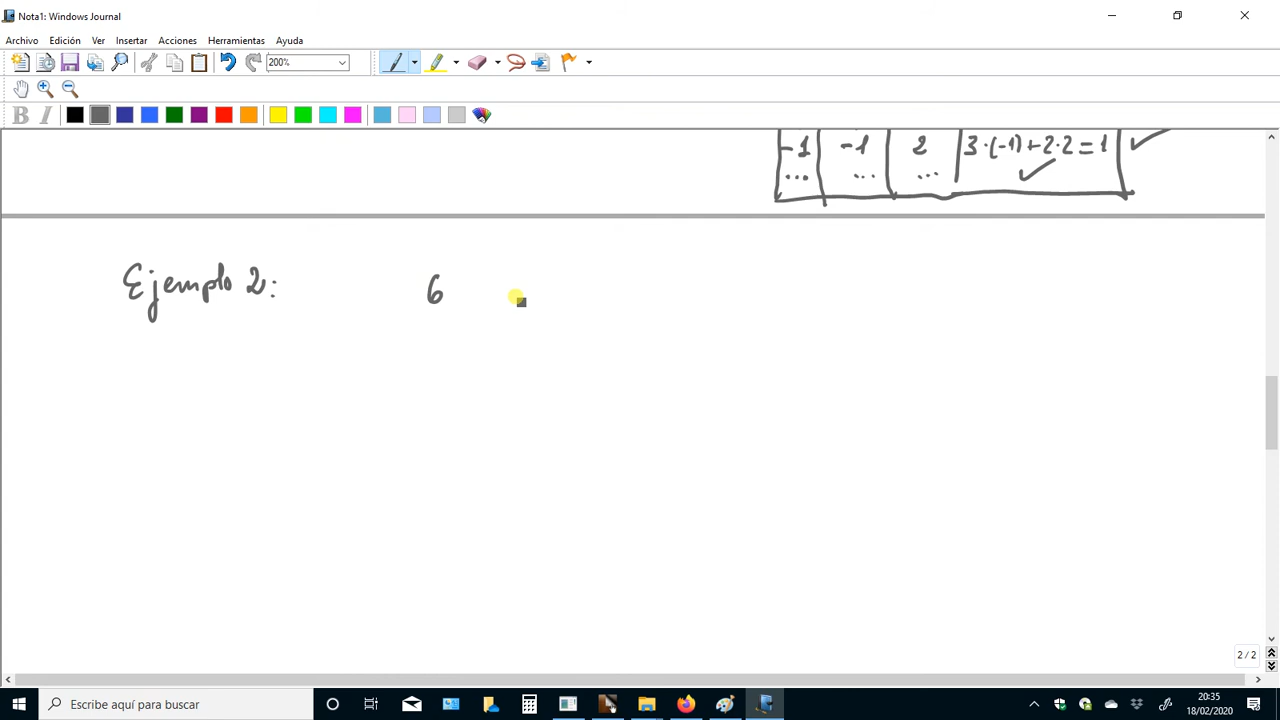 Nota1: Windows Journal
Archivo Edición Ver Insertar Acciones Herramientas Ayuda
200%
B I
-1 -1 2 3·(-1)+2·2=1 ✓
... ... ... ✓
Ejemplo 2: 6
2 / 2
Escribe aquí para buscar
20:35
18/02/2020